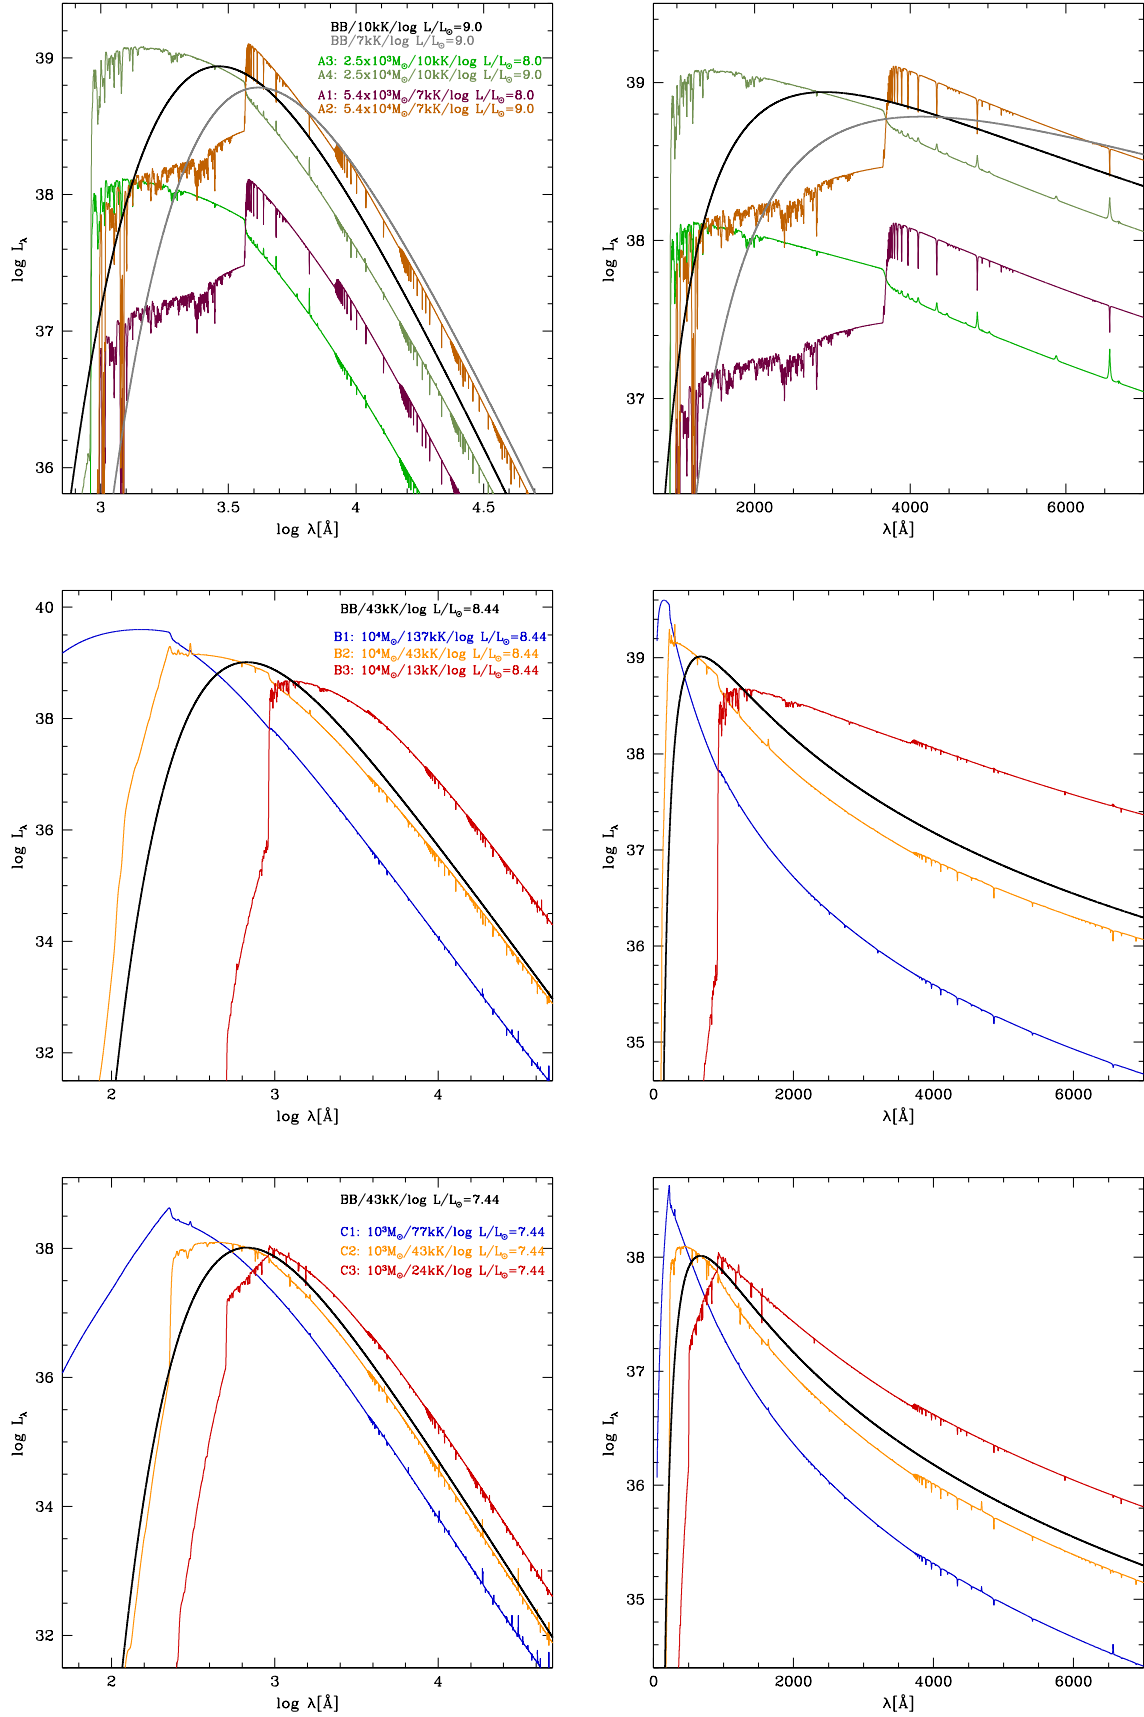 BB/10kK/log L/L☉=9.0
BB/7kK/log L/L☉=9.0
A3: 2.5x10³M☉/10kK/log L/L☉=8.0
A4: 2.5x10⁴M☉/10kK/log L/L☉=9.0
A1: 5.4x10³M☉/7kK/log L/L☉=8.0
A2: 5.4x10⁴M☉/7kK/log L/L☉=9.0
39
38
37
36
log Lλ
3
3.5
4
4.5
log λ[Å]
39
38
37
log Lλ
2000
4000
6000
λ[Å]
BB/43kK/log L/L☉=8.44
B1: 10⁴M☉/137kK/log L/L☉=8.44
B2: 10⁴M☉/43kK/log L/L☉=8.44
B3: 10⁴M☉/13kK/log L/L☉=8.44
40
38
36
34
32
log Lλ
2
3
4
log λ[Å]
39
38
37
36
35
log Lλ
0
2000
4000
6000
λ[Å]
BB/43kK/log L/L☉=7.44
C1: 10³M☉/77kK/log L/L☉=7.44
C2: 10³M☉/43kK/log L/L☉=7.44
C3: 10³M☉/24kK/log L/L☉=7.44
38
36
34
32
log Lλ
2
3
4
log λ[Å]
38
37
36
35
log Lλ
0
2000
4000
6000
λ[Å]